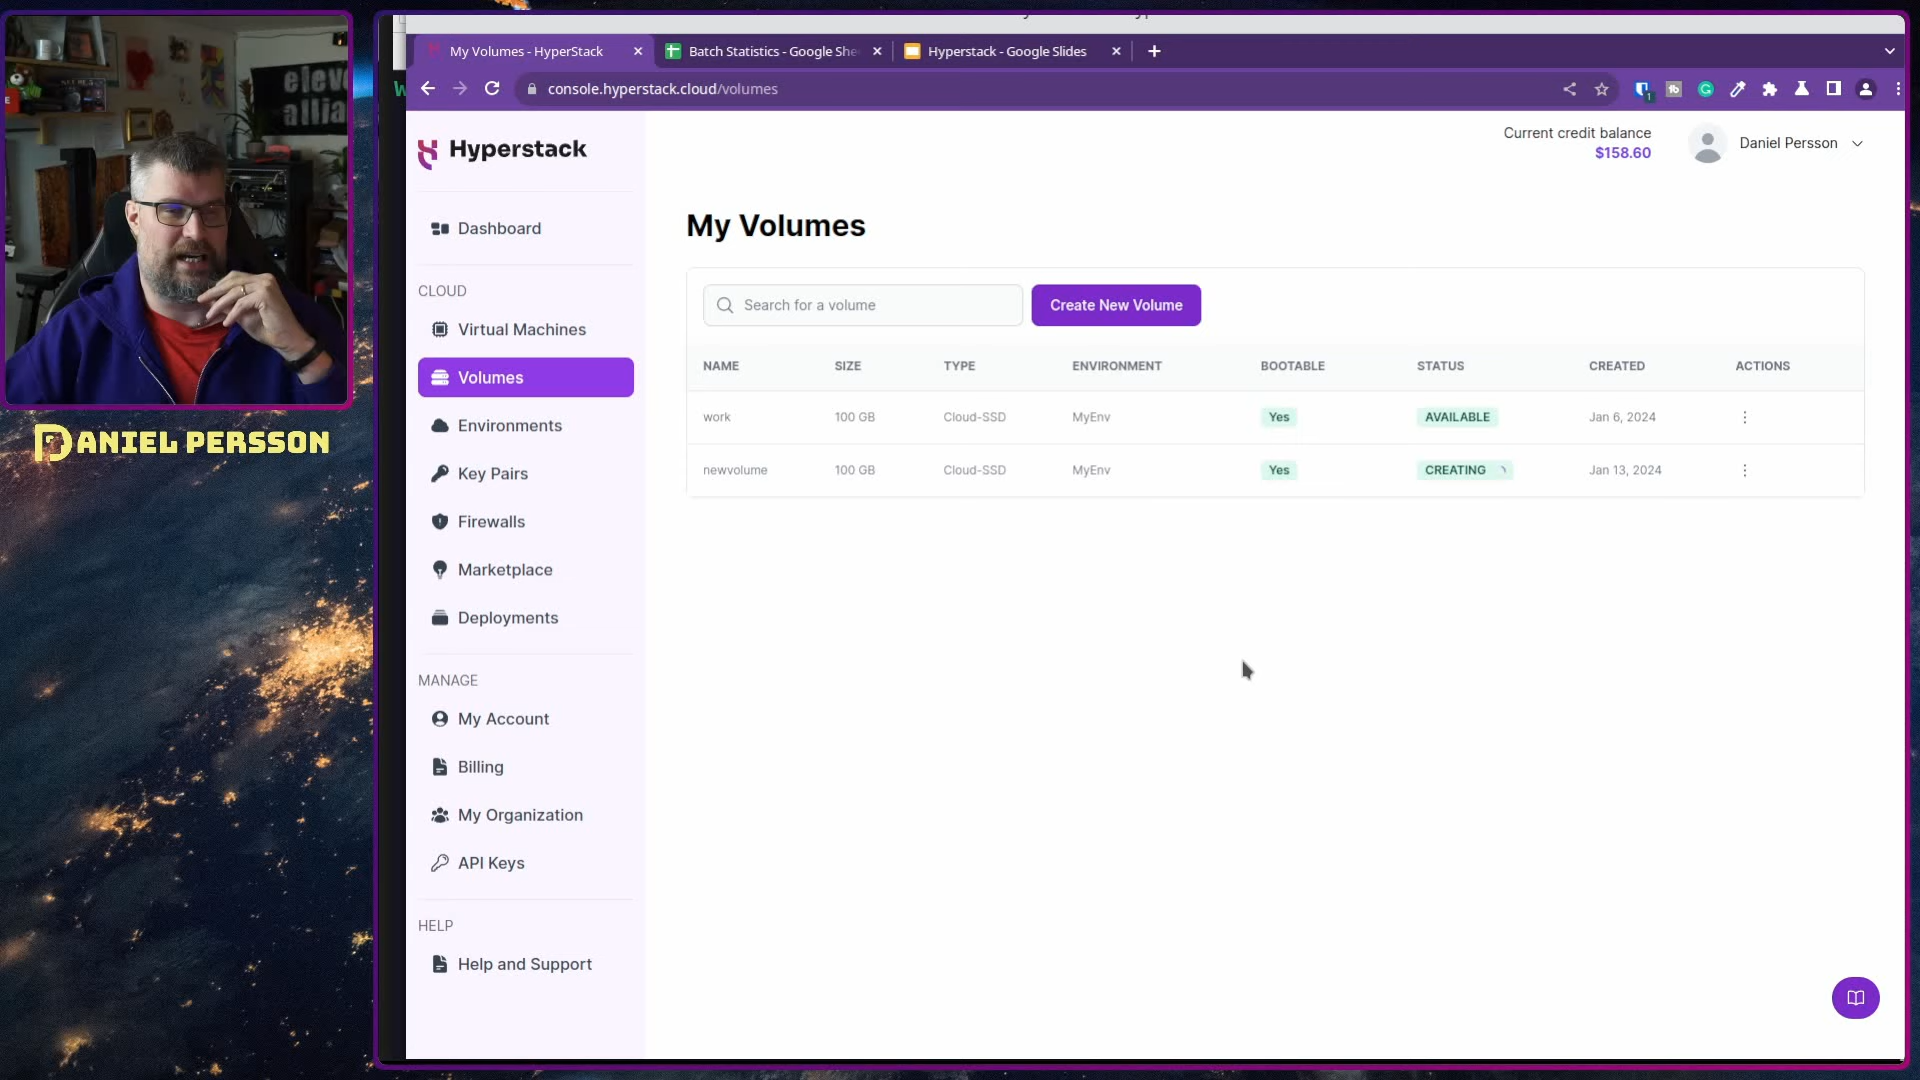 My Volumes - HyperStack
Batch Statistics - Google She
Hyperstack - Google Slides
console.hyperstack.cloud/volumes
Hyperstack
Current credit balance
$158.60
Daniel Persson
Dashboard
CLOUD
Virtual Machines
Volumes
Environments
Key Pairs
Firewalls
Marketplace
Deployments
MANAGE
My Account
Billing
My Organization
API Keys
HELP
Help and Support
My Volumes
Search for a volume
Create New Volume
NAME SIZE TYPE ENVIRONMENT BOOTABLE STATUS CREATED ACTIONS
work 100 GB Cloud-SSD MyEnv Yes AVAILABLE Jan 6, 2024
newvolume 100 GB Cloud-SSD MyEnv Yes CREATING Jan 13, 2024
DANIEL PERSSON